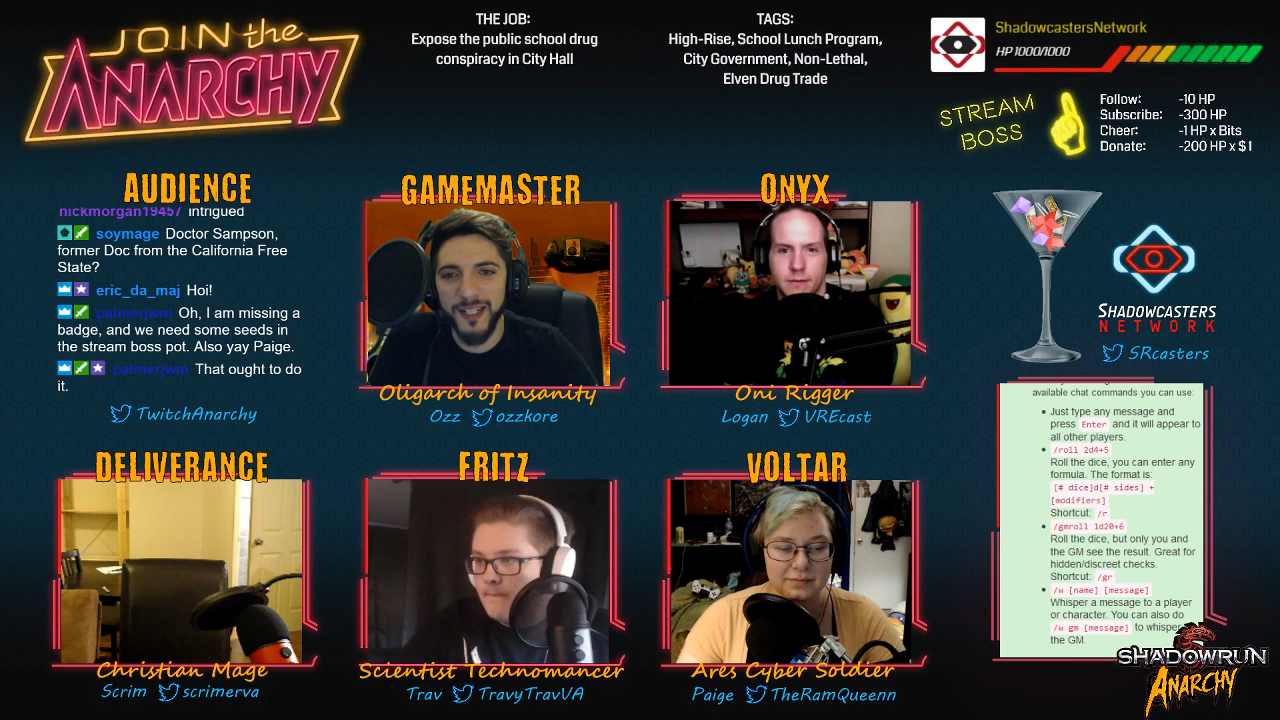 JOIN the
ANARCHY
THE JOB:
Expose the public school drug
conspiracy in City Hall
TAGS:
High-Rise, School Lunch Program,
City Government, Non-Lethal,
Elven Drug Trade
ShadowcastersNetwork
HP 1000/1000
STREAM
BOSS
Follow: -10 HP
Subscribe: -300 HP
Cheer: -1 HP x Bits
Donate: -200 HP x $1
AUDIENCE
nickmorgan19457 intrigued
soymage Doctor Sampson,
former Doc from the California Free
State?
eric_da_maj Hoi!
palmerjwm Oh, I am missing a
badge, and we need some seeds in
the stream boss pot. Also yay Paige.
palmerjwm That ought to do
it.
TwitchAnarchy
GAMEMASTER
Oligarch of Insanity
Ozz ozzkore
ONYX
Oni Rigger
Logan VREcast
SHADOWCASTERS
NETWORK
SRcasters
DELIVERANCE
Christian Mage
Scrim scrimerva
FRITZ
Scientist Technomancer
Trav TravyTravVA
VOLTAR
Ares Cyber Soldier
Paige TheRamQueenn
available chat commands you can use:
• Just type any message and
press Enter and it will appear to
all other players.
• /roll 2d4+5
Roll the dice, you can enter any
formula. The format is:
[# dice]d[# sides] +
[modifiers]
Shortcut: /r
• /gmroll 1d20+6
Roll the dice, but only you and
the GM see the result. Great for
hidden/discreet checks.
Shortcut: /gr
• /w [name] [message]
Whisper a message to a player
or character. You can also do
/w gm [message] to whisper
the GM.
SHADOWRUN
ANARCHY